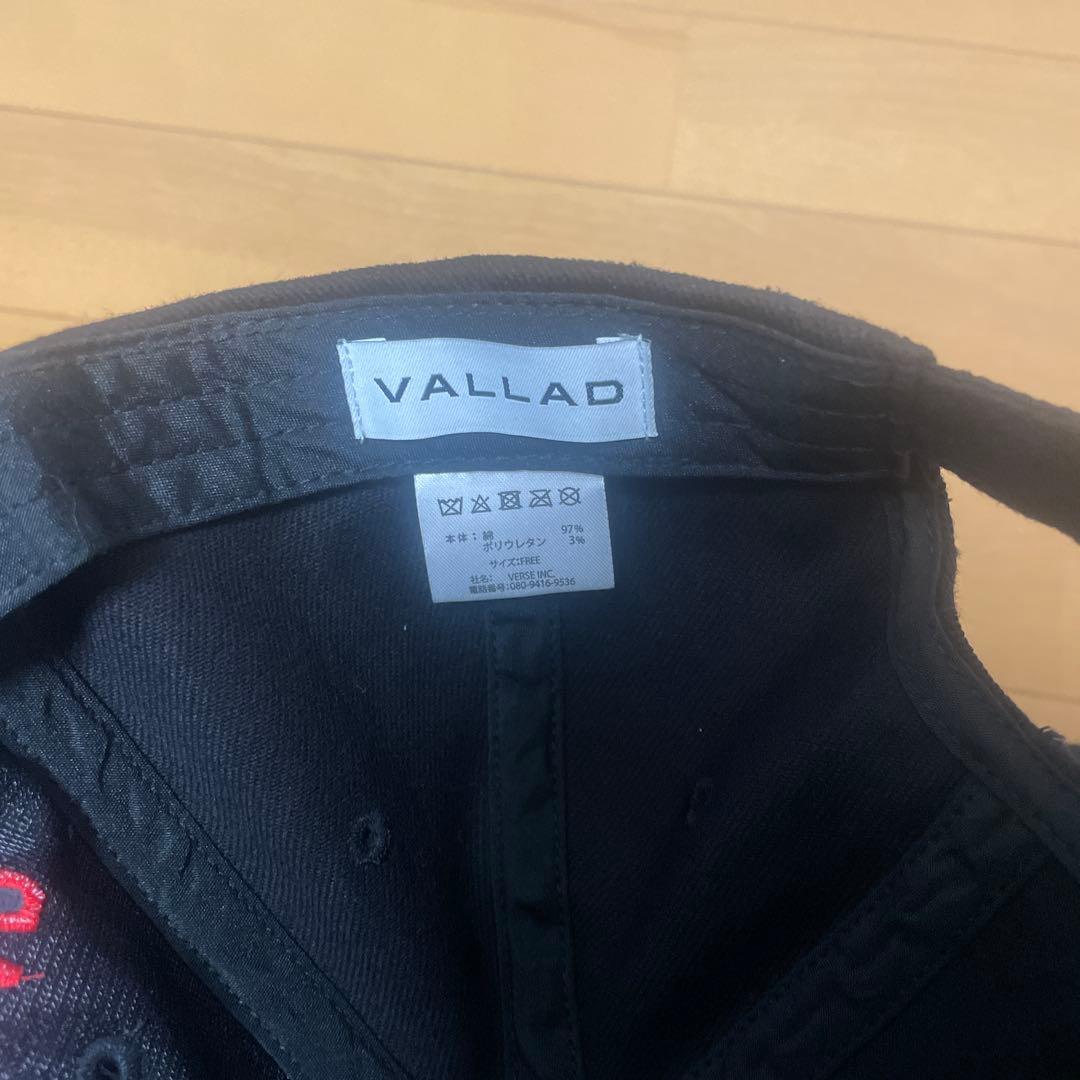 VALLAD
本体：綿 97%
ポリウレタン 3%
サイズ:FREE
社名: VERSE INC.
電話番号:080-9416-9536